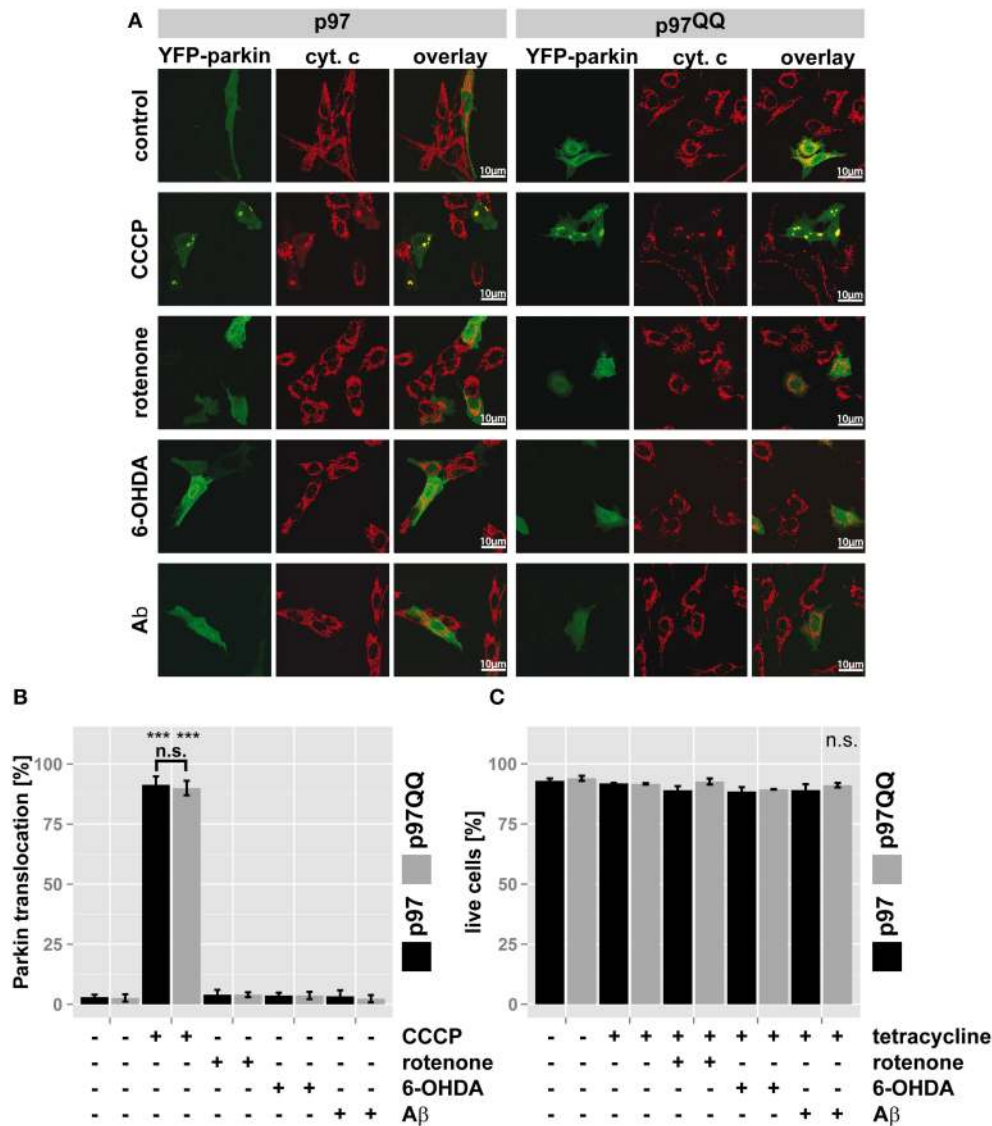 A
p97 p97QQ
YFP-parkin cyt. c overlay YFP-parkin cyt. c overlay
control
10μm 10μm
CCCP
10μm 10μm
rotenone
10μm 10μm
6-OHDA
10μm 10μm
Ab
10μm 10μm
B
*** ***
n.s.
100
75
50
25
0
Parkin translocation [%]
p97 p97QQ
- - + + - - - - - - CCCP
- - - - + + - - - - rotenone
- - - - - - + + - - 6-OHDA
- - - - - - - - + + Aβ
C
n.s.
100
75
50
25
0
live cells [%]
p97 p97QQ
- - + + + + + + + + tetracycline
- - - - + + - - - - rotenone
- - - - - - + + - - 6-OHDA
- - - - - - - - + + Aβ